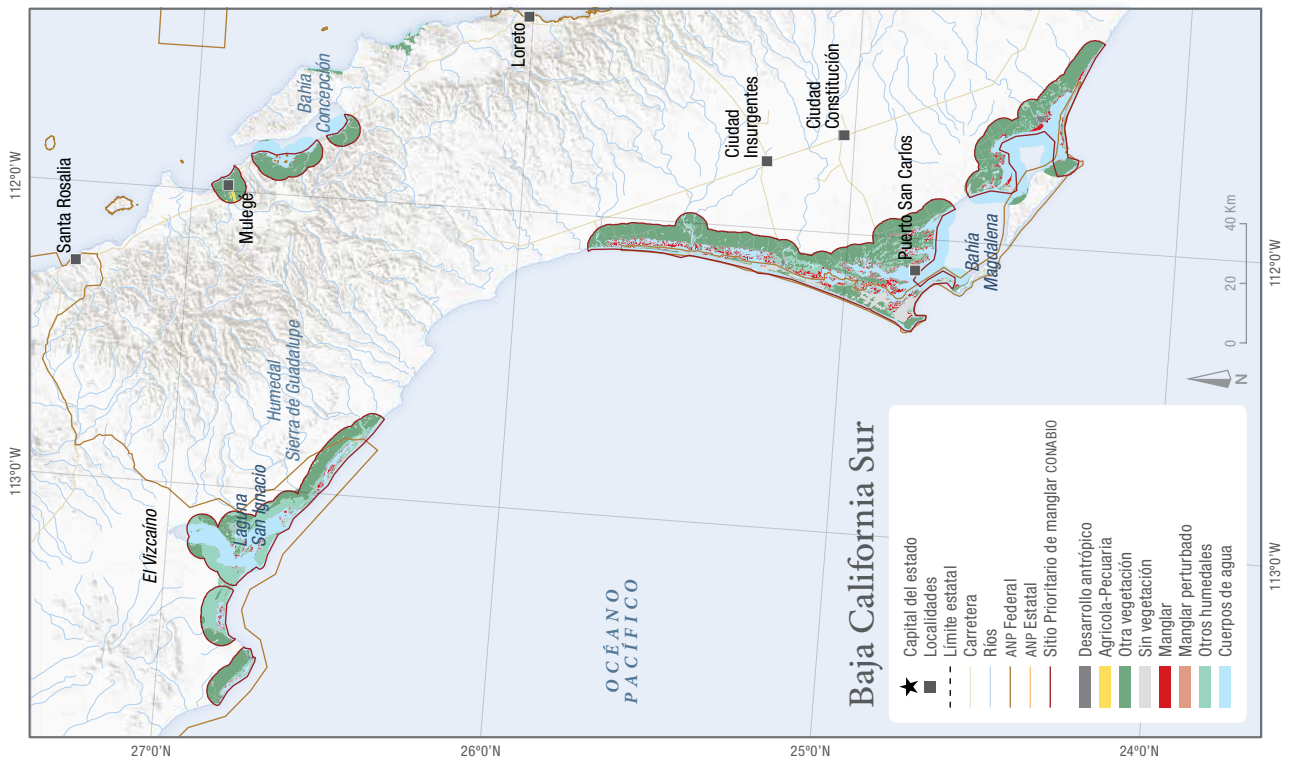 112°0'W
113°0'W
Santa Rosalia
Mulegé
Bahía
Concepción
Loreto
Humedal
Sierra de Guadalupe
El Vizcaíno
Laguna
San Ignacio
Ciudad
Insurgentes
Ciudad
Constitución
Puerto San Carlos
Bahía
Magdalena
OCÉANO
PACÍFICO
27°0'N
26°0'N
25°0'N
24°0'N
112°0'W
113°0'W
0 20 40 Km
N
Baja California Sur
Capital del estado
Localidades
Límite estatal
Carretera
Ríos
ANP Federal
ANP Estatal
Sitio Prioritario de manglar CONABIO
Desarrollo antrópico
Agrícola-Pecuaria
Otra vegetación
Sin vegetación
Manglar
Manglar perturbado
Otros humedales
Cuerpos de agua